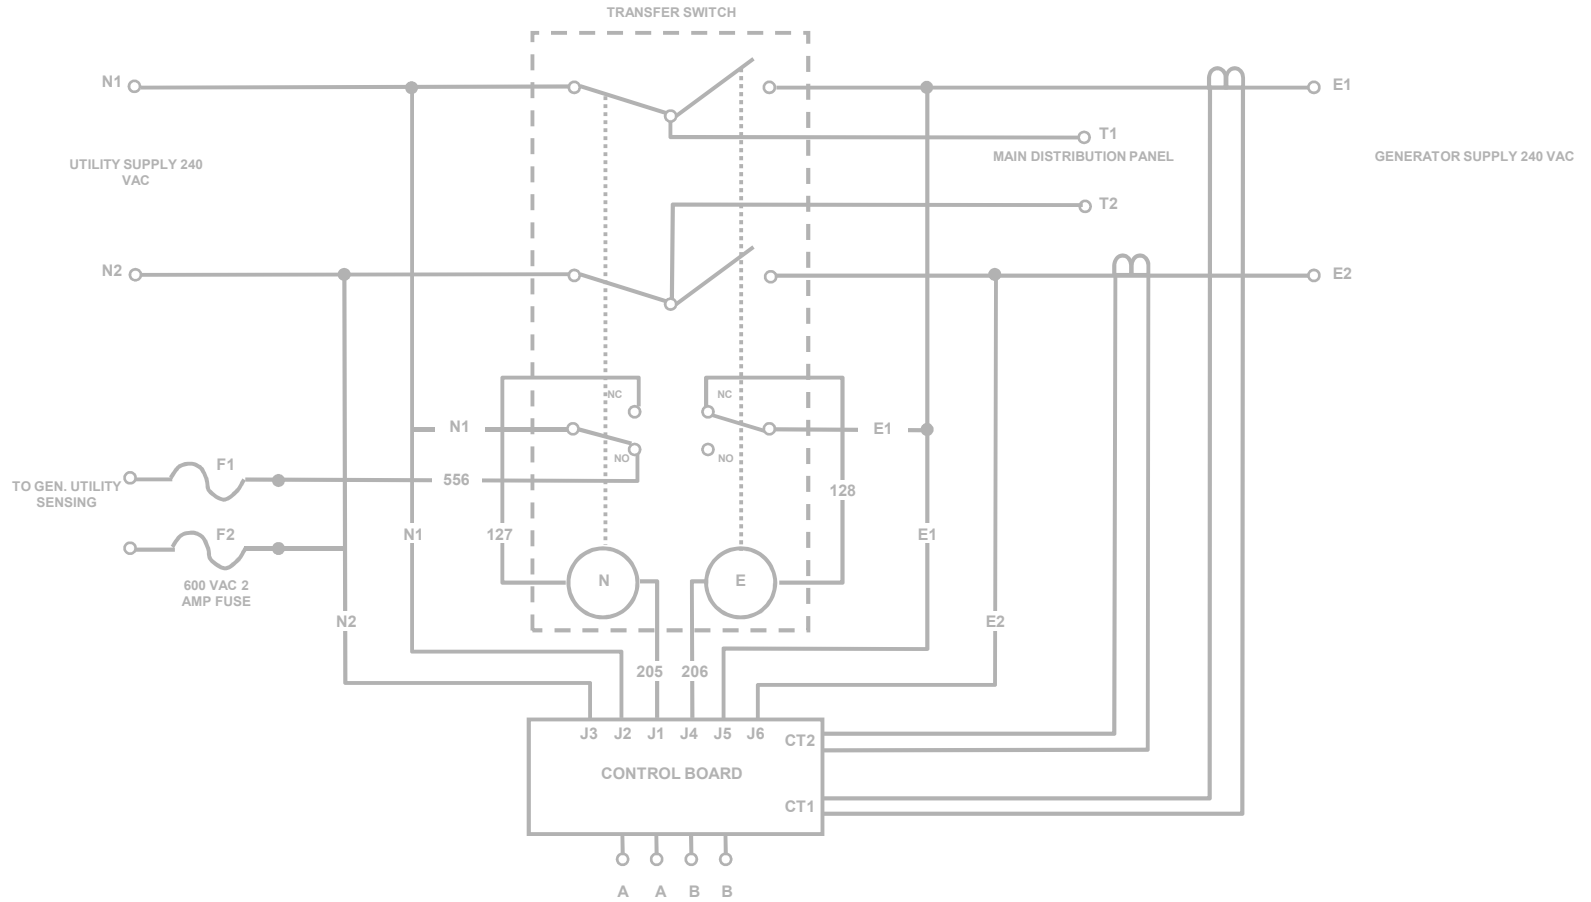 TRANSFER SWITCH
N1
E1
T1
MAIN DISTRIBUTION PANEL
UTILITY SUPPLY 240
VAC
GENERATOR SUPPLY 240 VAC
T2
N2
E2
NC
NC
N1
E1
NO
NO
F1
556
TO GEN. UTILITY
SENSING
128
F2
N1
127
E1
600 VAC 2
AMP FUSE
N
E
N2
E2
205
206
J3
J2
J1
J4
J5
J6
CT2
CONTROL BOARD
CT1
A
A
B
B